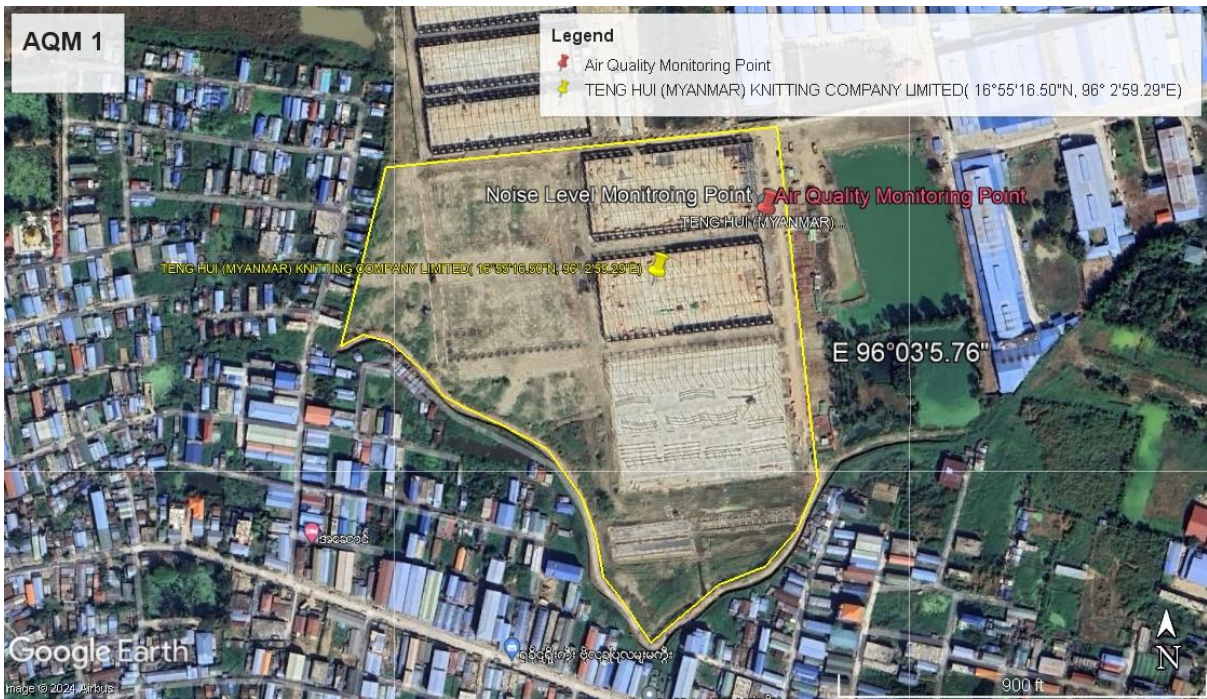 AQM 1
Legend
Air Quality Monitoring Point
TENG HUI (MYANMAR) KNITTING COMPANY LIMITED( 16°55'16.50"N, 96° 2'59.29"E)
Noise Level Monitroing Point
Air Quality Monitoring Point
TENG HUI (MYANMAR)...
TENG HUI (MYANMAR) KNITTING COMPANY LIMITED( 16°55'16.50"N, 96° 2'59.29"E)
E 96°03'5.76"
Google Earth
Image © 2024 Airbus
N
900 ft